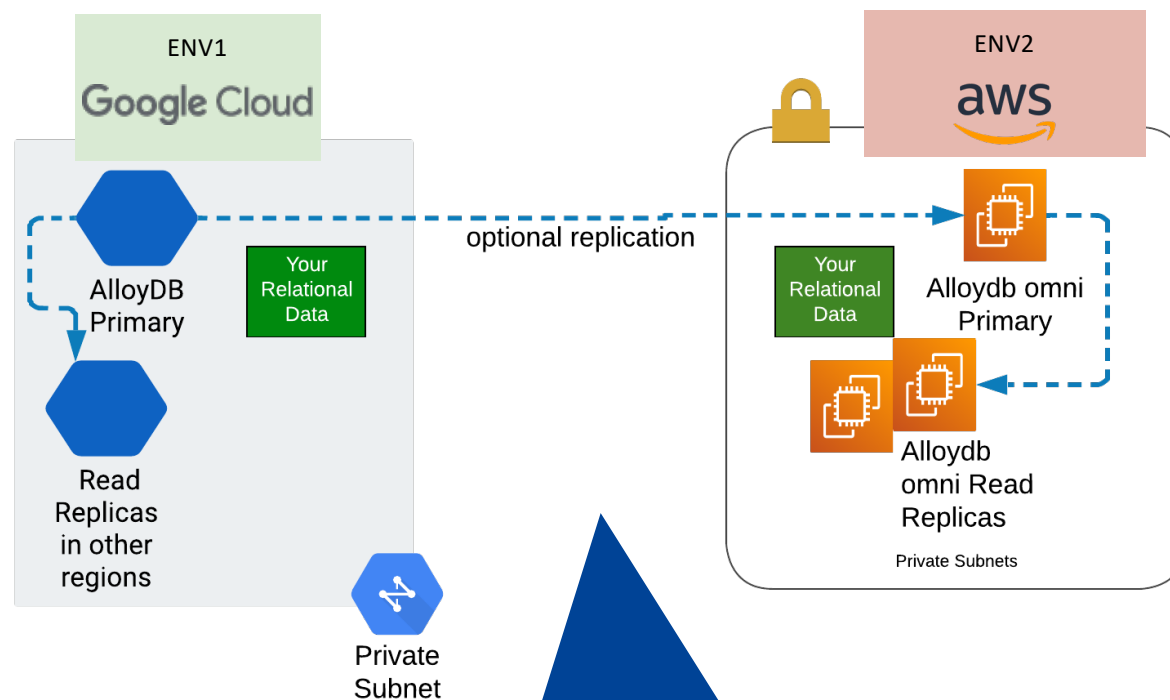 ENV1
Google Cloud
AlloyDB
Primary
Your
Relational
Data
Read
Replicas
in other
regions
Private
Subnet
optional replication
ENV2
aws
Your
Relational
Data
Alloydb omni
Primary
Alloydb
omni Read
Replicas
Private Subnets